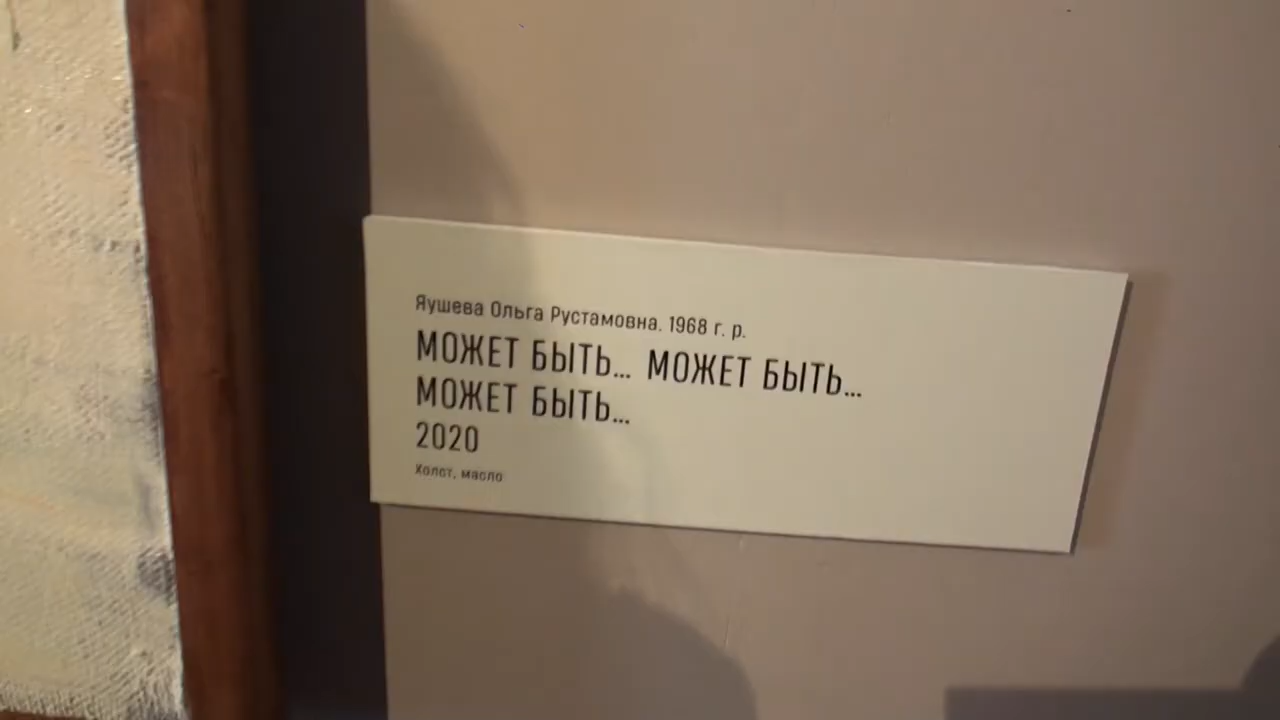 Яушева Ольга Рустамовна, 1968 г. р.
МОЖЕТ БЫТЬ... МОЖЕТ БЫТЬ...
МОЖЕТ БЫТЬ...
2020
Холст, масло